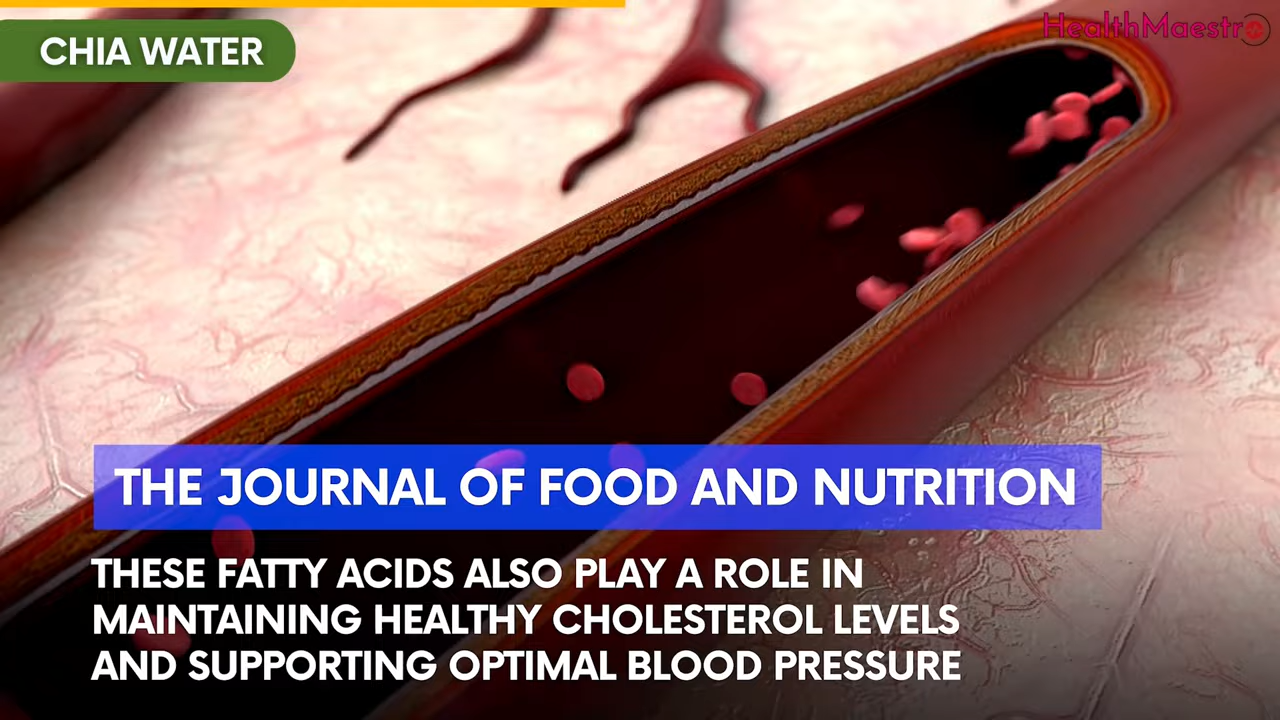 CHIA WATER
HealthMaestro
THE JOURNAL OF FOOD AND NUTRITION
THESE FATTY ACIDS ALSO PLAY A ROLE IN
MAINTAINING HEALTHY CHOLESTEROL LEVELS
AND SUPPORTING OPTIMAL BLOOD PRESSURE